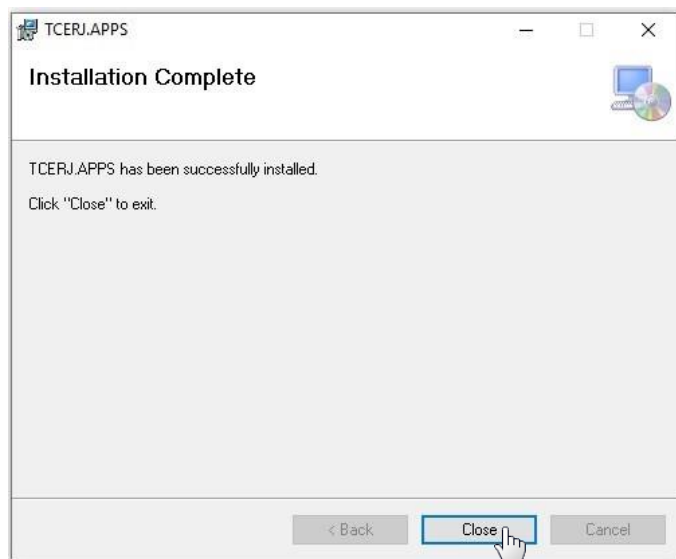 TCERJ.APPS
Installation Complete
TCERJ.APPS has been successfully installed.
Click "Close" to exit.
< Back Close Cancel